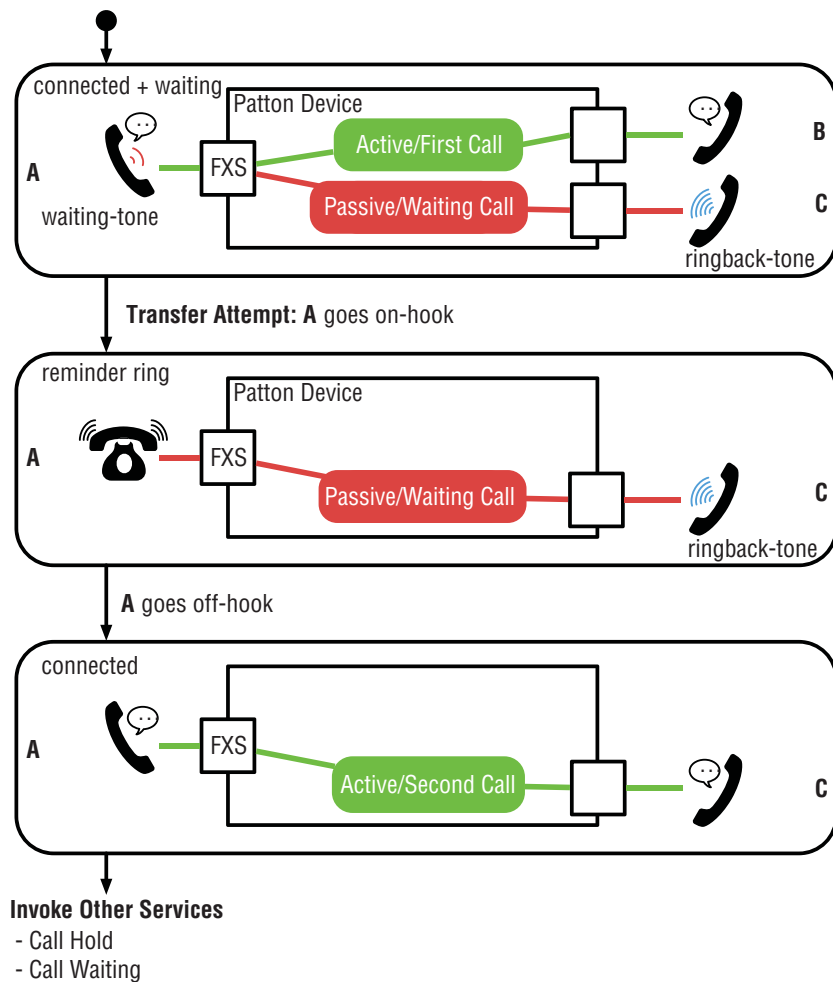 connected + waiting
Patton Device
Active/First Call
B
A
FXS
Passive/Waiting Call
C
waiting-tone
ringback-tone
Transfer Attempt: A goes on-hook
reminder ring
Patton Device
A
FXS
Passive/Waiting Call
C
ringback-tone
A goes off-hook
connected
A
FXS
Active/Second Call
C
Invoke Other Services
- Call Hold
- Call Waiting